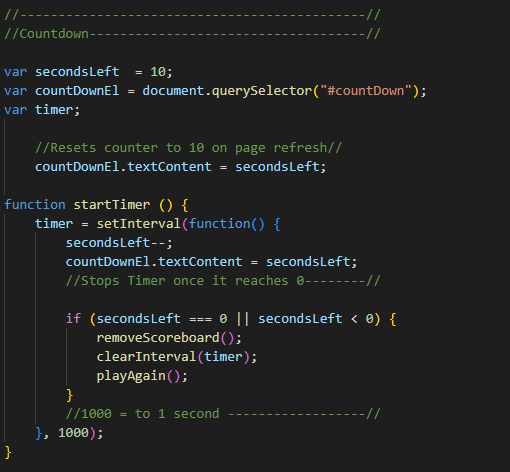 //---------------------------------------------//
//Countdown-----------------------------------//
var secondsLeft  = 10;
var countDownEl = document.querySelector("#countDown");
var timer;
    //Resets counter to 10 on page refresh//
    countDownEl.textContent = secondsLeft;
function startTimer () {
    timer = setInterval(function() {
        secondsLeft--;
        countDownEl.textContent = secondsLeft;
        //Stops Timer once it reaches 0--------//
        if (secondsLeft === 0 || secondsLeft < 0) {
            removeScoreboard();
            clearInterval(timer);
            playAgain();
        }
        //1000 = to 1 second ------------------//
    }, 1000);
}